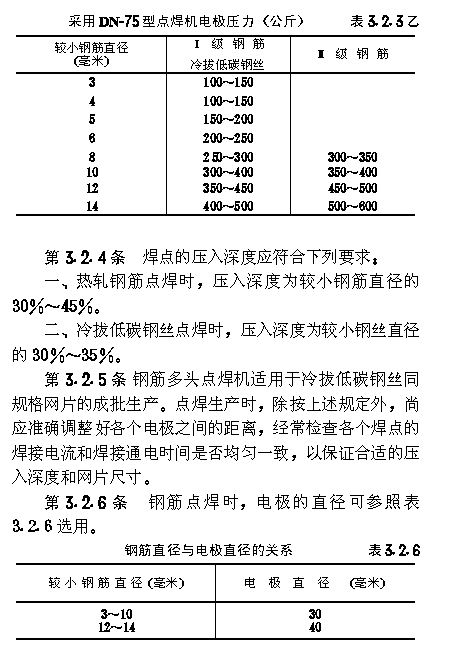 采用DN-75型点焊机电极压力（公斤） 表3.2.3乙
较小钢筋直径 Ⅰ 级 钢 筋 Ⅱ 级 钢 筋
(毫米) 冷拔低碳钢丝
3 100～150
4 100～150
5 150～200
6 200～250
8 250～300 300～350
10 300～400 350～400
12 350～450 450～500
14 400～500 500～600
第3.2.4条 焊点的压入深度应符合下列要求：
一、热轧钢筋点焊时，压入深度为较小钢筋直径的
30%～45%。
二、冷拔低碳钢丝点焊时，压入深度为较小钢丝直径
的30%～35%。
第3.2.5条 钢筋多头点焊机适用于冷拔低碳钢丝同
规格网片的成批生产。点焊生产时，除按上述规定外，尚
应准确调整好各个电极之间的距离，经常检查各个焊点的
焊接电流和焊接通电时间是否均匀一致，以保证合适的压
入深度和网片尺寸。
第3.2.6条 钢筋点焊时，电极的直径可参照表
3.2.6选用。
钢筋直径与电极直径的关系 表3.2.6
较小钢筋直径(毫米) 电 极 直 径 (毫米)
3～10 30
12～14 40